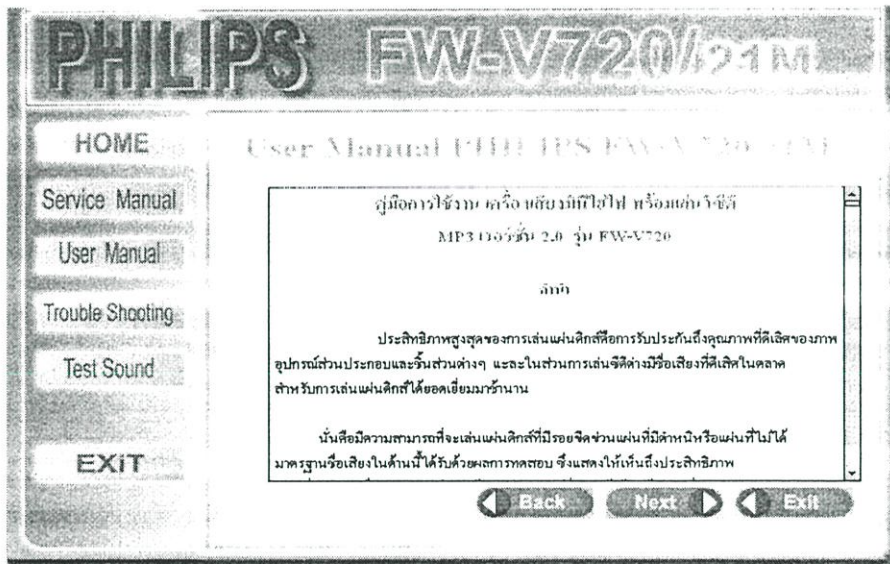 PHILIPS FW-V720/21M
HOME
Service Manual
User Manual
Trouble Shooting
Test Sound
EXiT
User Manual PHILIPS FW-V720/21M
คู่มือการใช้งาน เครื่องเสียงมินิไฮไฟ พร้อมเล่นวีซีดี
MP3 เวอร์ชั่น 2.0 รุ่น FW-V720
ประสิทธิภาพสูงสุดของการเล่นแผ่นดิกส์คือการรับประกันถึงคุณภาพที่ดีเลิศของภาพ
อุปกรณ์ส่วนประกอบและชิ้นส่วนต่างๆ และในส่วนการเล่นซีดีต่างมีชื่อเสียงที่ดีเลิศในตลาด
สำหรับการเล่นแผ่นดิกส์ได้ยอดเยี่ยมมาช้านาน
นั่นคือมีความสามารถที่จะเล่นแผ่นดิกส์ที่มีรอยขีดข่วนแผ่นที่มีตำหนิหรือแผ่นที่ไม่ได้
มาตรฐานชื่อเสียงในด้านนี้ได้รับด้วยผลการทดสอบ ซึ่งแสดงให้เห็นถึงประสิทธิภาพ
Back Next Exit